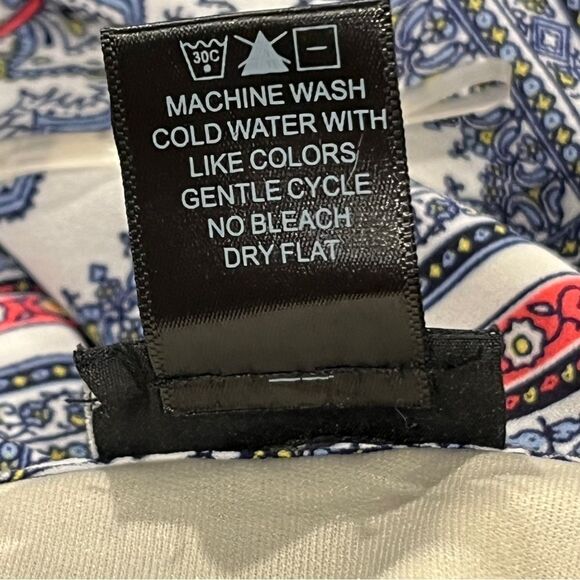 30C
MACHINE WASH
COLD WATER WITH
LIKE COLORS
GENTLE CYCLE
NO BLEACH
DRY FLAT